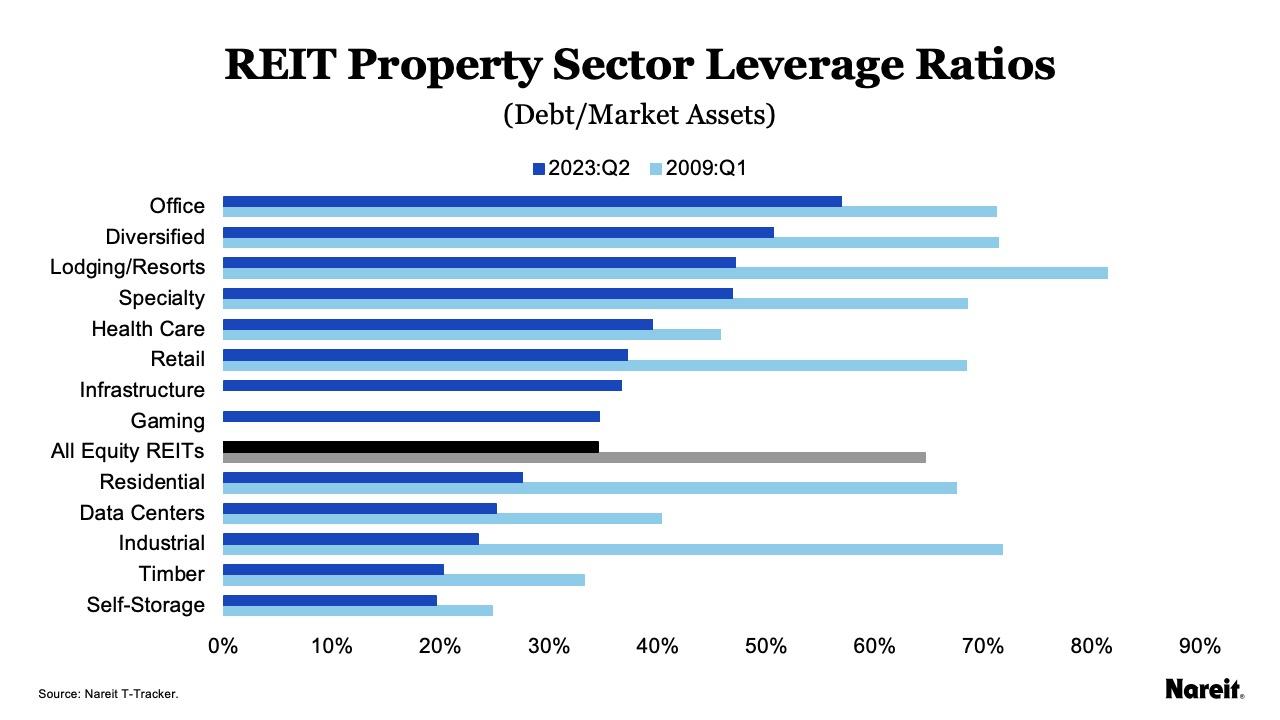 REIT Property Sector Leverage Ratios
(Debt/Market Assets)
2023:Q2 2009:Q1
Office
Diversified
Lodging/Resorts
Specialty
Health Care
Retail
Infrastructure
Gaming
All Equity REITs
Residential
Data Centers
Industrial
Timber
Self-Storage
0% 10% 20% 30% 40% 50% 60% 70% 80% 90%
Source: Nareit T-Tracker.
Nareit®